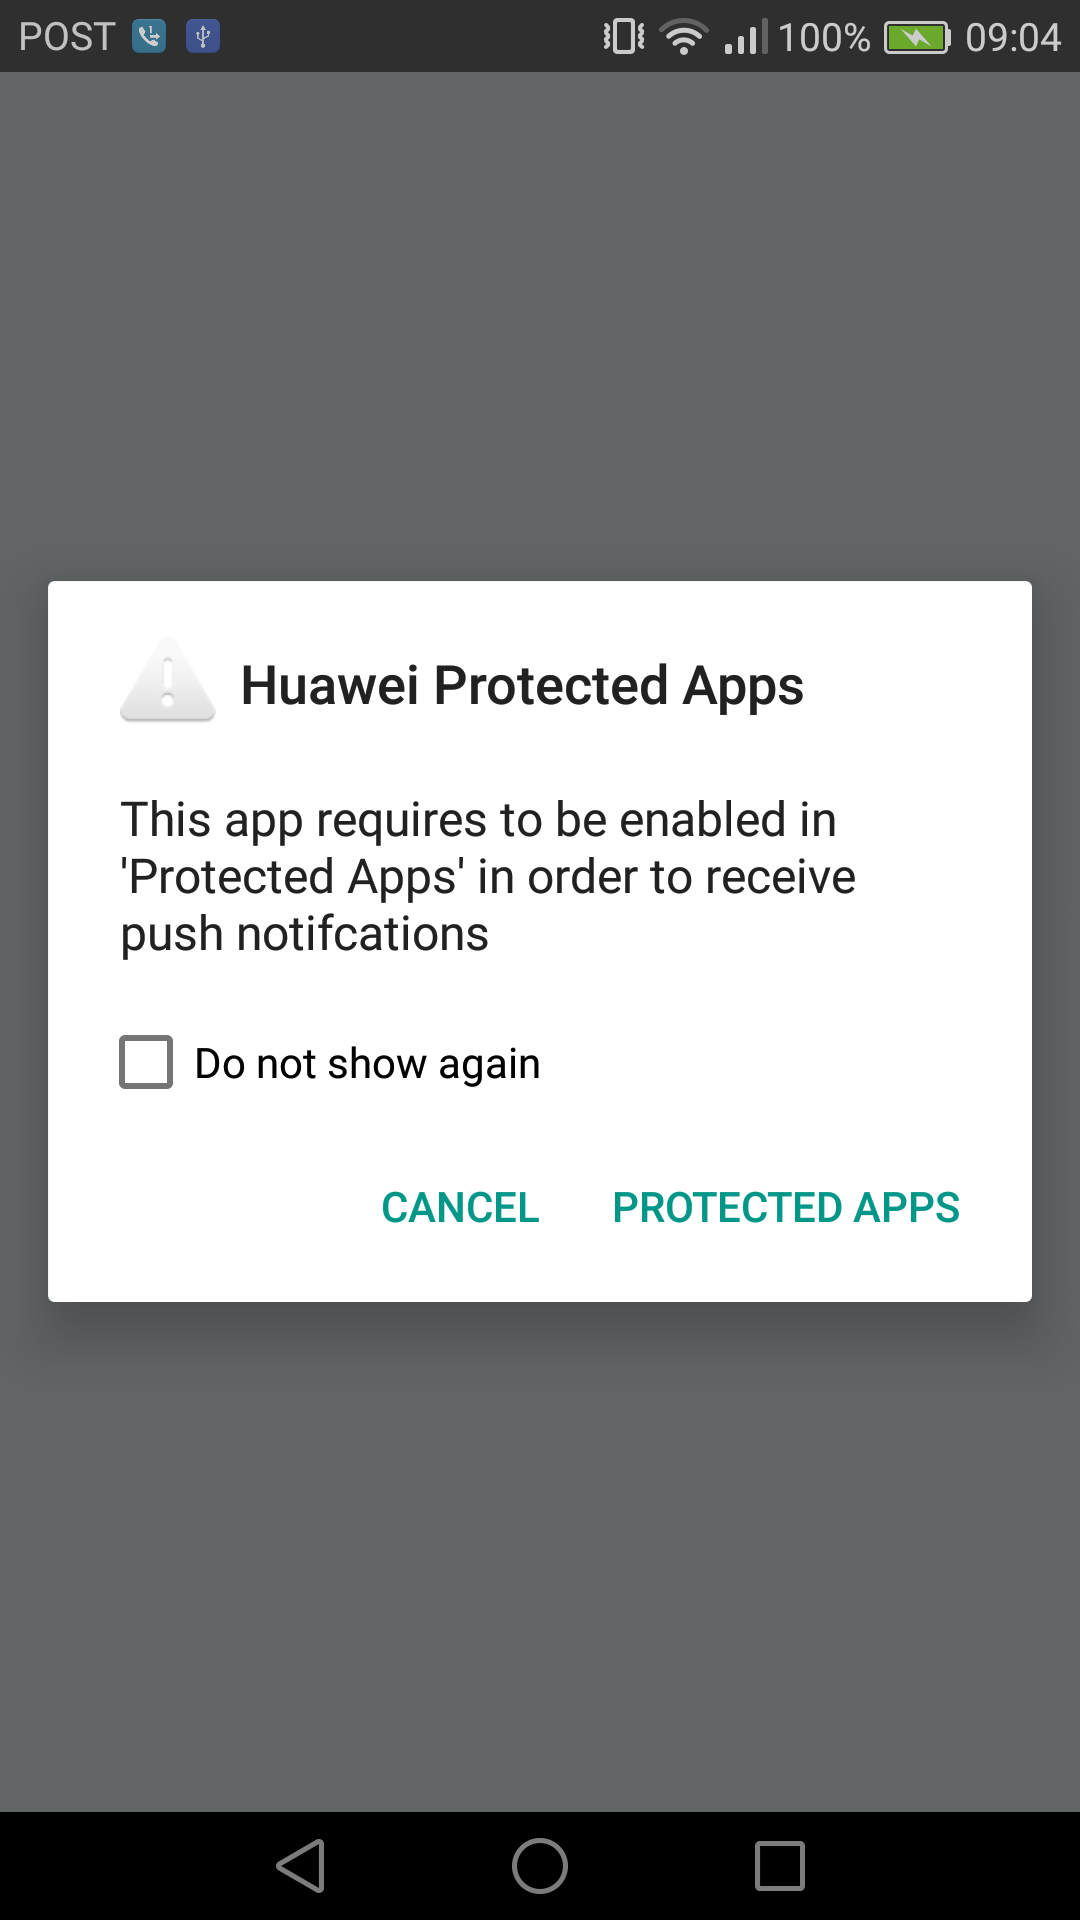 POST 100% 09:04
Huawei Protected Apps
This app requires to be enabled in
'Protected Apps' in order to receive
push notifcations
Do not show again
CANCEL PROTECTED APPS